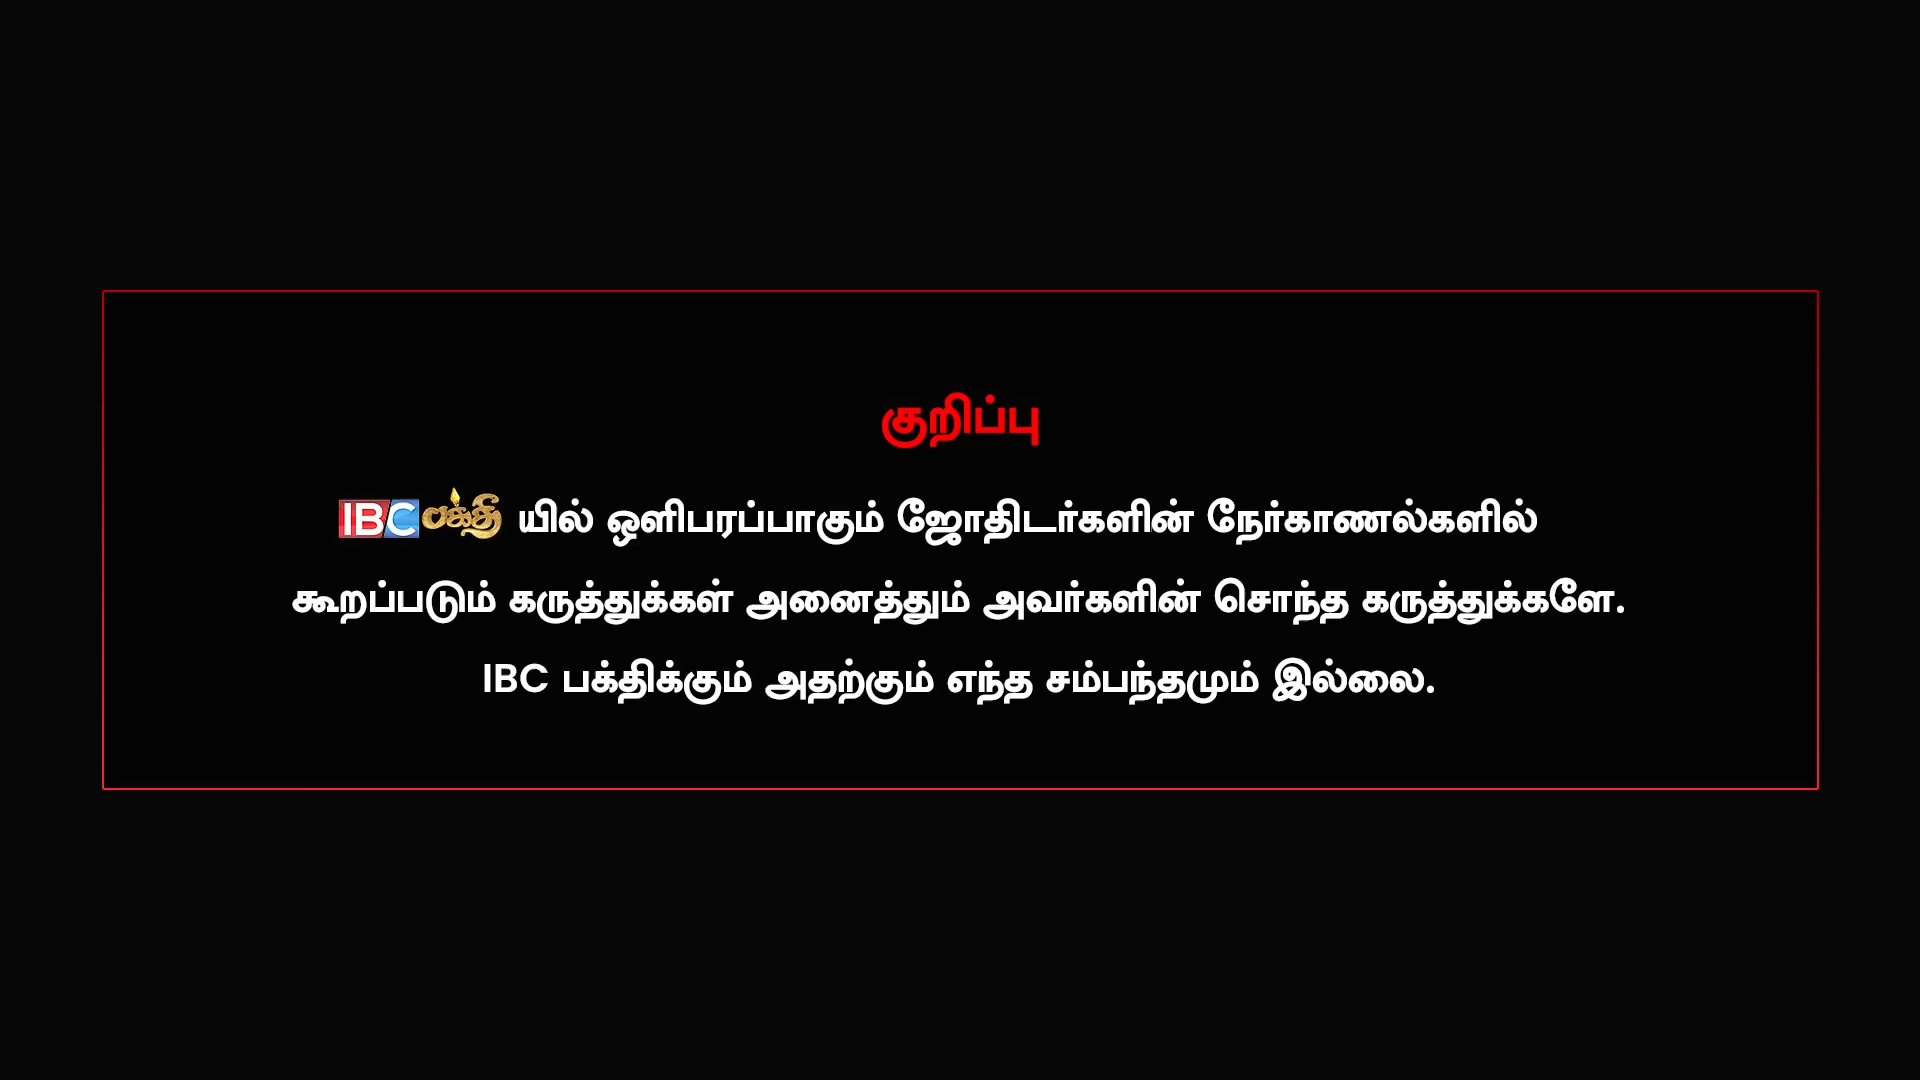 குறிப்பு
IBC பக்தி யில் ஒளிபரப்பாகும் ஜோதிடர்களின் நேர்காணல்களில்
கூறப்படும் கருத்துக்கள் அனைத்தும் அவர்களின் சொந்த கருத்துக்களே.
IBC பக்திக்கும் அதற்கும் எந்த சம்பந்தமும் இல்லை.